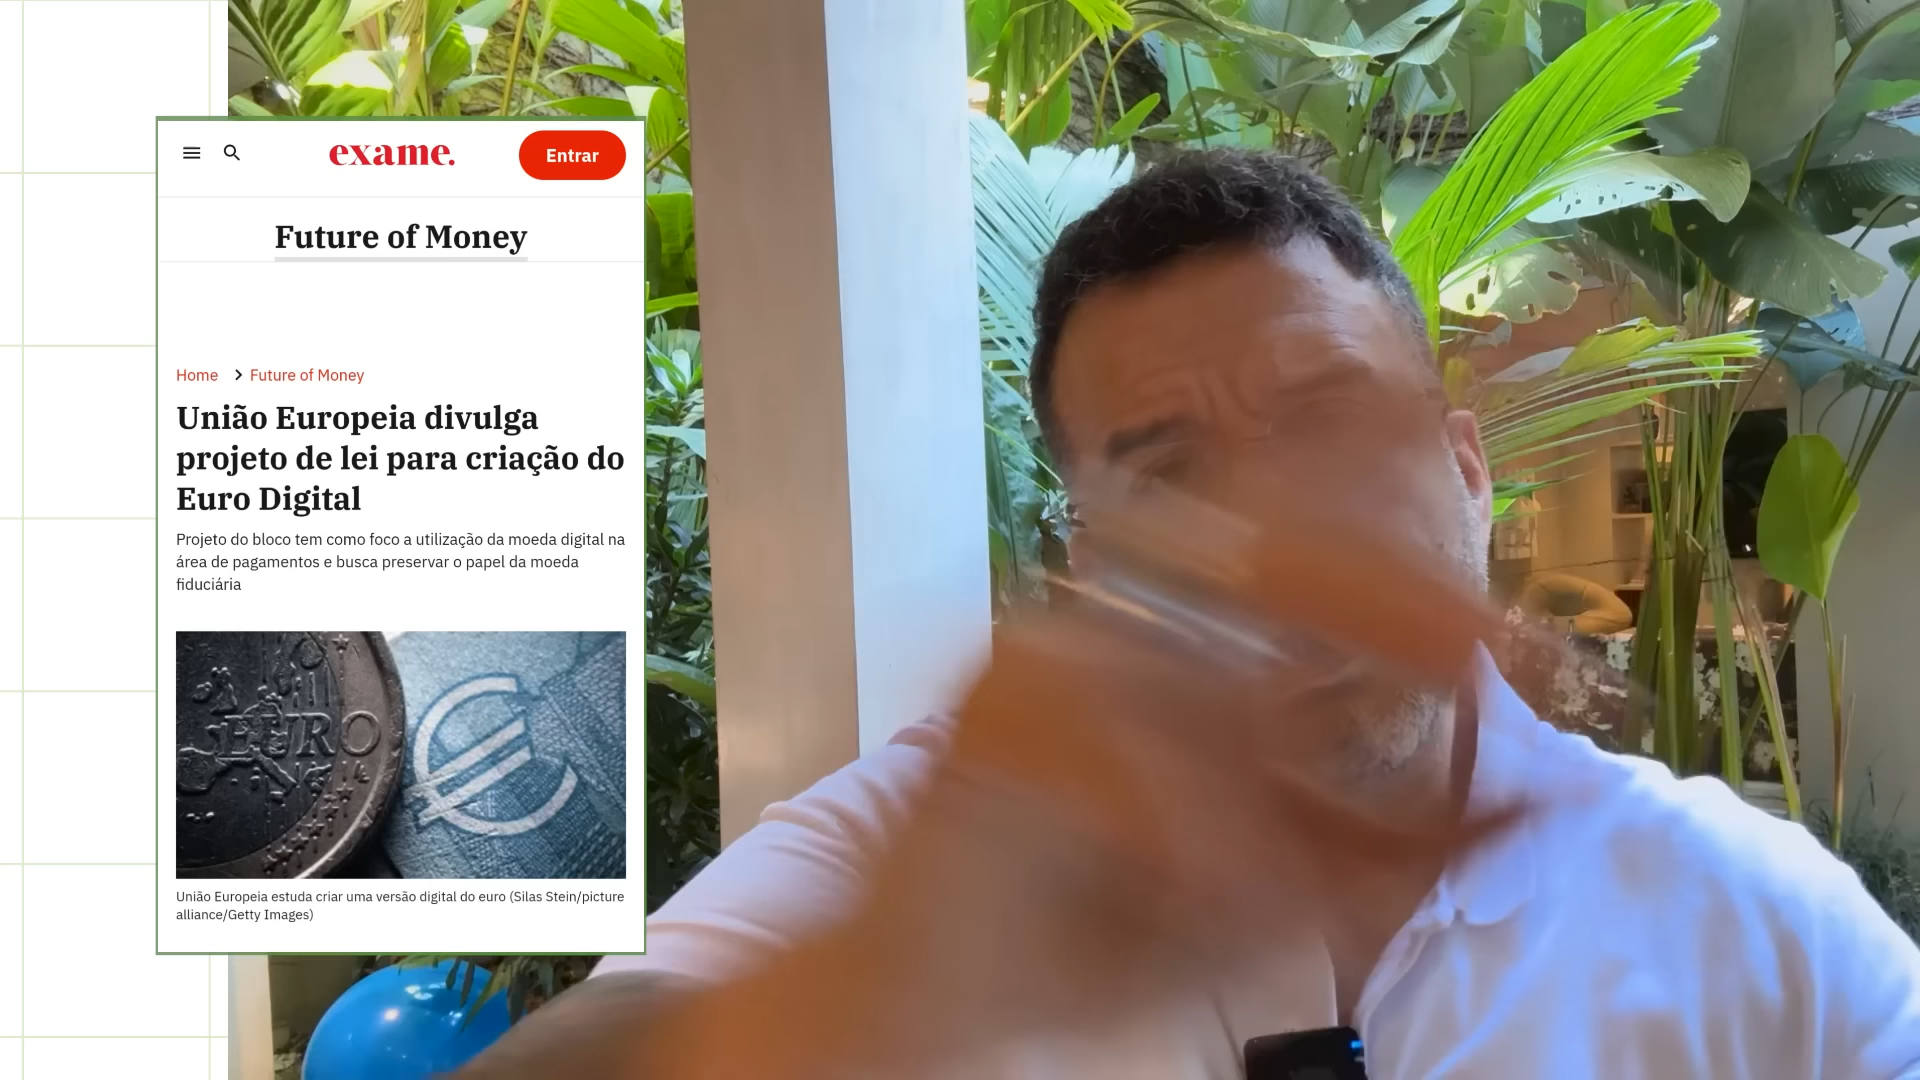 exame.
Entrar
Future of Money
Home > Future of Money
União Europeia divulga
projeto de lei para criação do
Euro Digital
Projeto do bloco tem como foco a utilização da moeda digital na
área de pagamentos e busca preservar o papel da moeda
fiduciária
EURO
União Europeia estuda criar uma versão digital do euro (Silas Stein/picture
alliance/Getty Images)